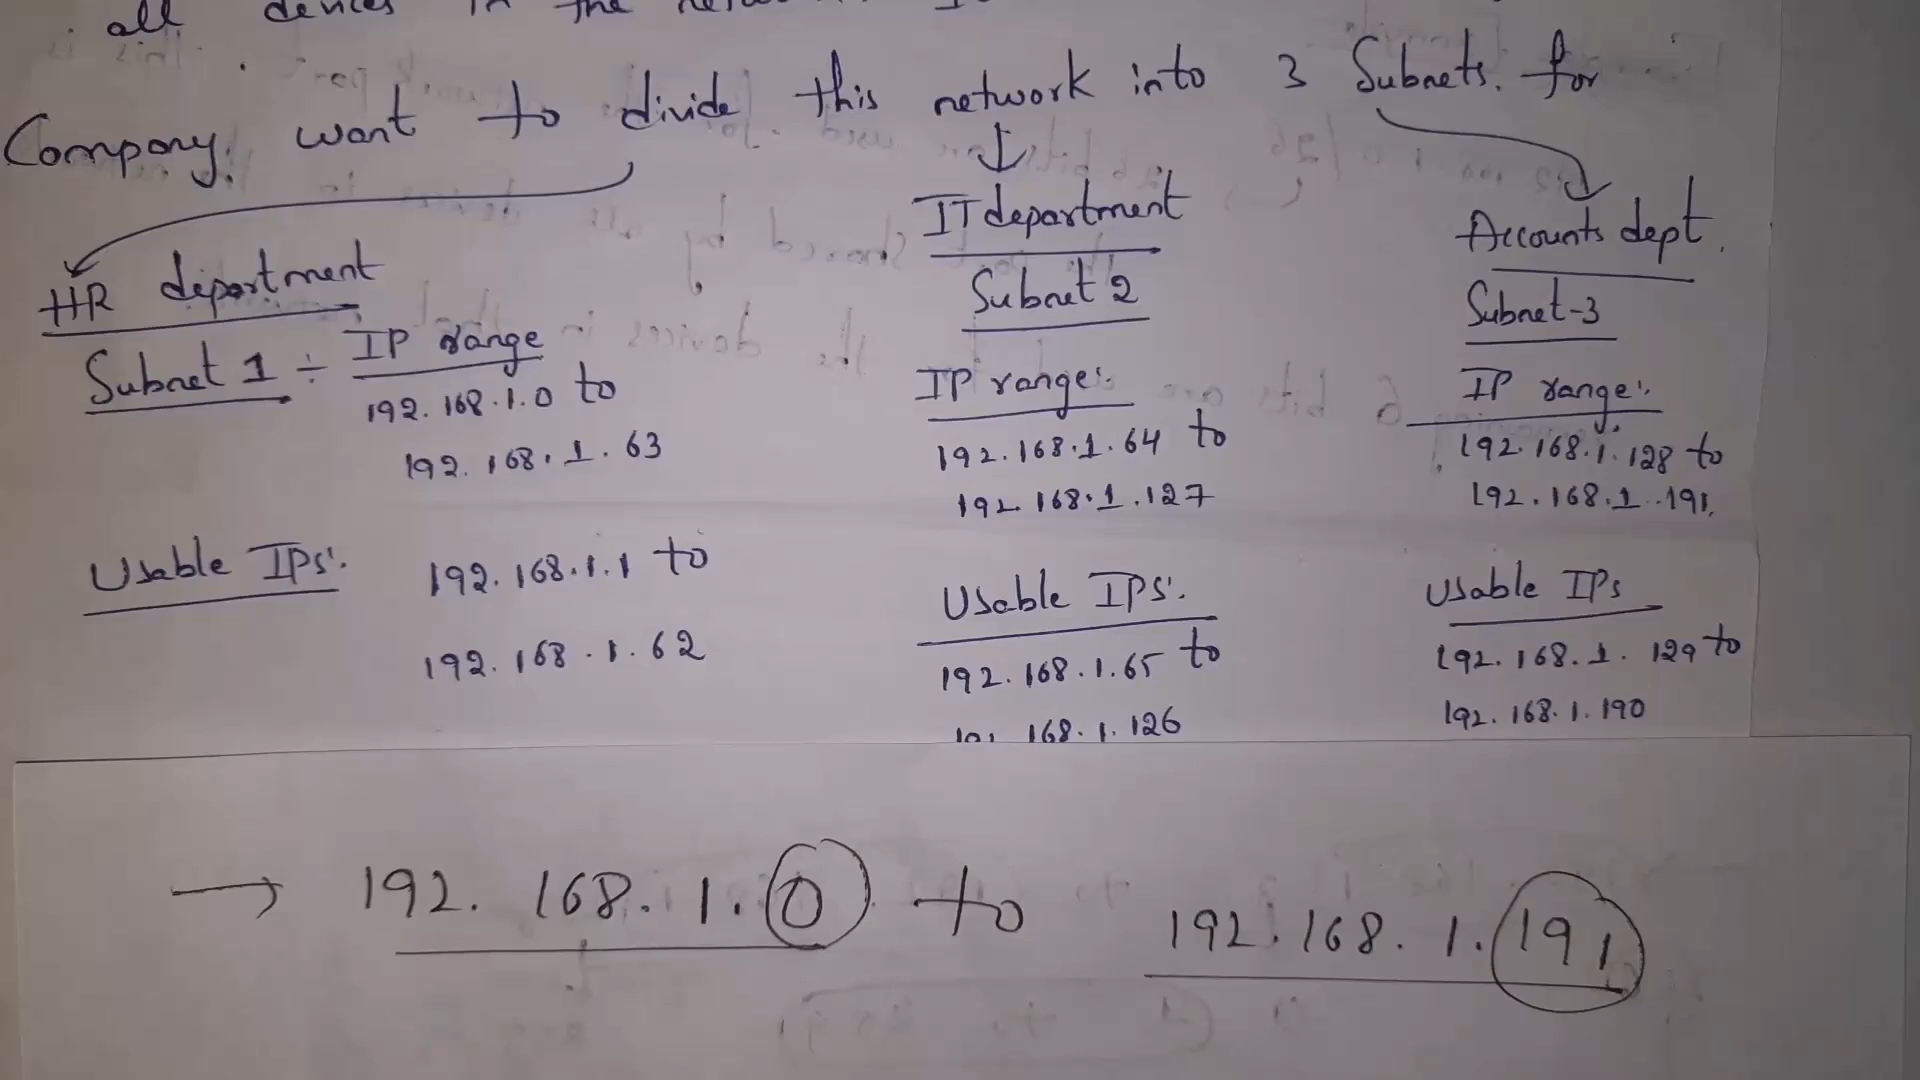 all devices in the
Company want to divide this network into 3 Subnets. for
HR department
Subnet 1 ÷ IP range
192.168.1.0 to
192.168.1.63
Usable IPs:
192.168.1.1 to
192.168.1.62
IT department
Subnet 2
IP range:
192.168.1.64 to
192.168.1.127
Usable IPs:
192.168.1.65 to
168.1.126
Accounts dept.
Subnet-3
IP range:
192.168.1.128 to
192.168.1.191.
Usable IPs
192.168.1.129 to
192.168.1.190
→ 192.168.1.0 to 192.168.1.191